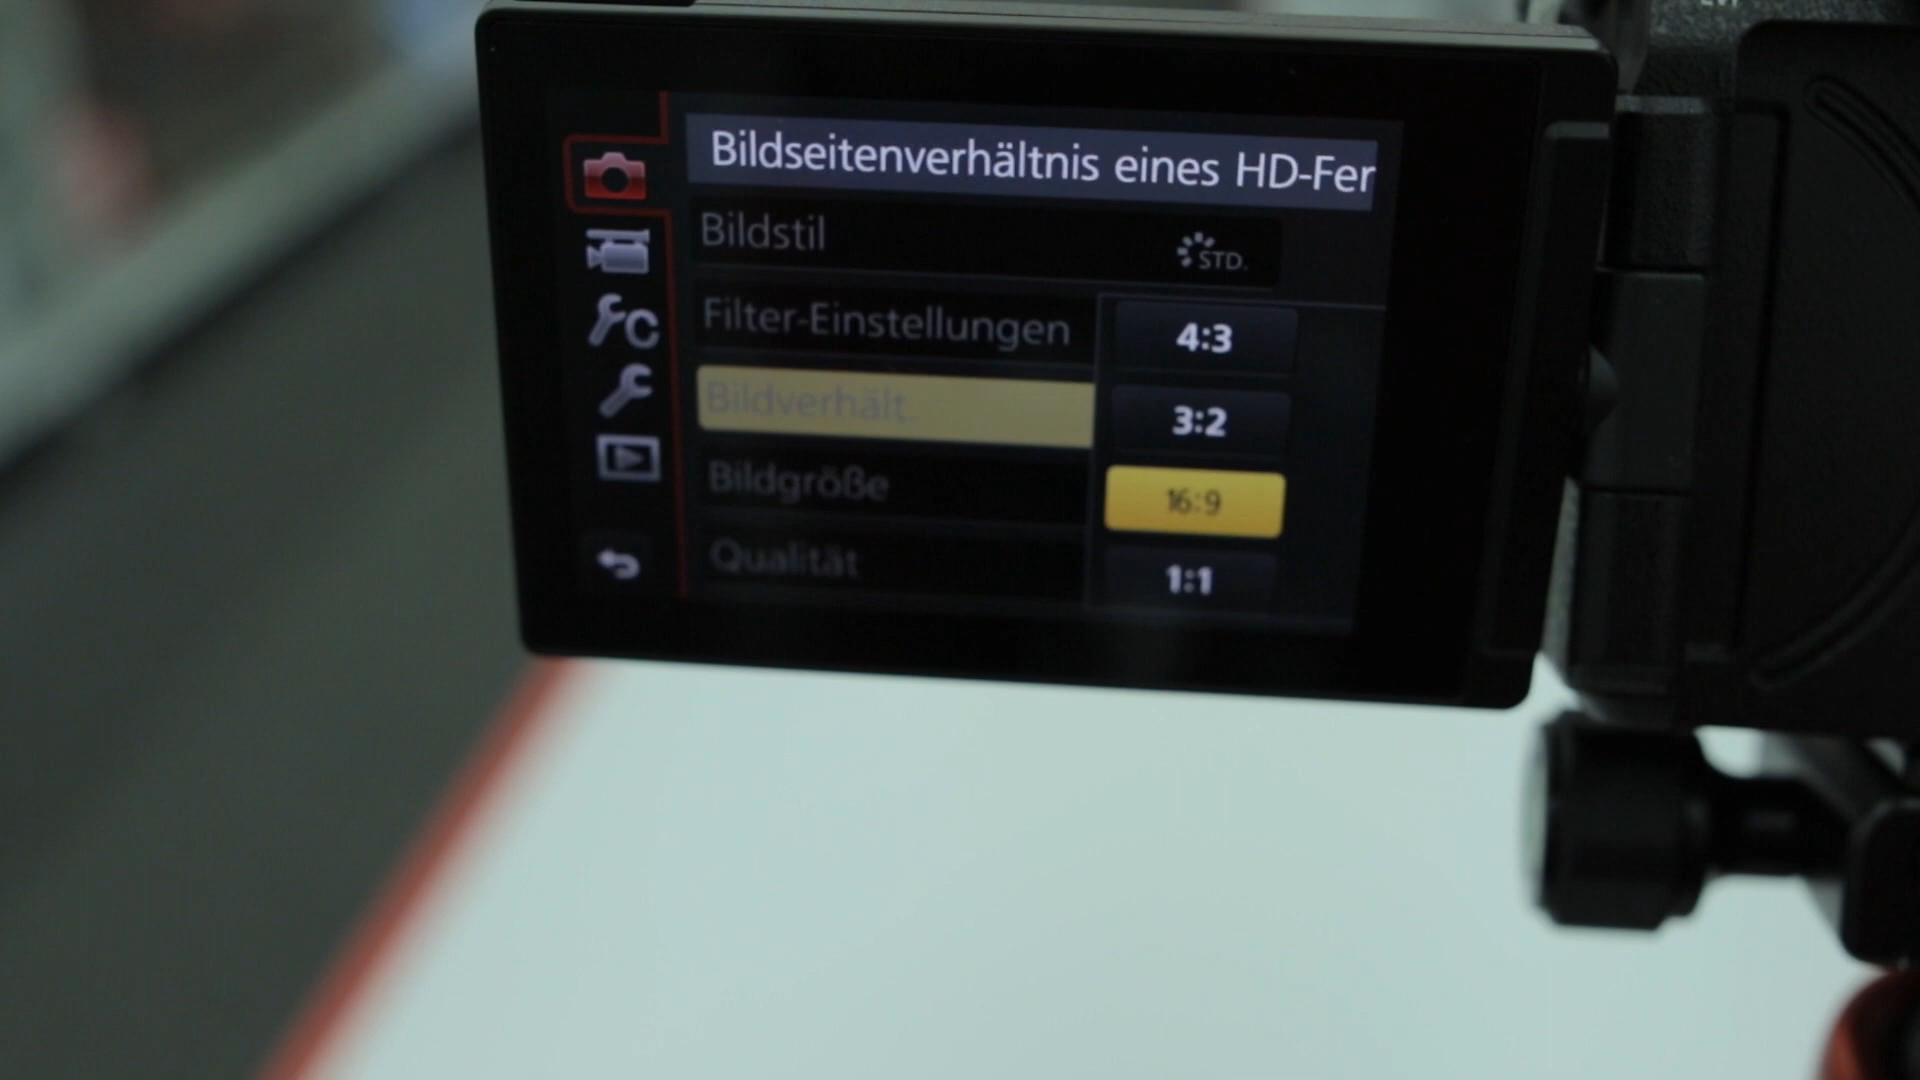 Bildseitenverhältnis eines HD-Fer
Bildstil STD.
Filter-Einstellungen 4:3
Bildverhält. 3:2
Bildgröße 16:9
Qualität 1:1
C